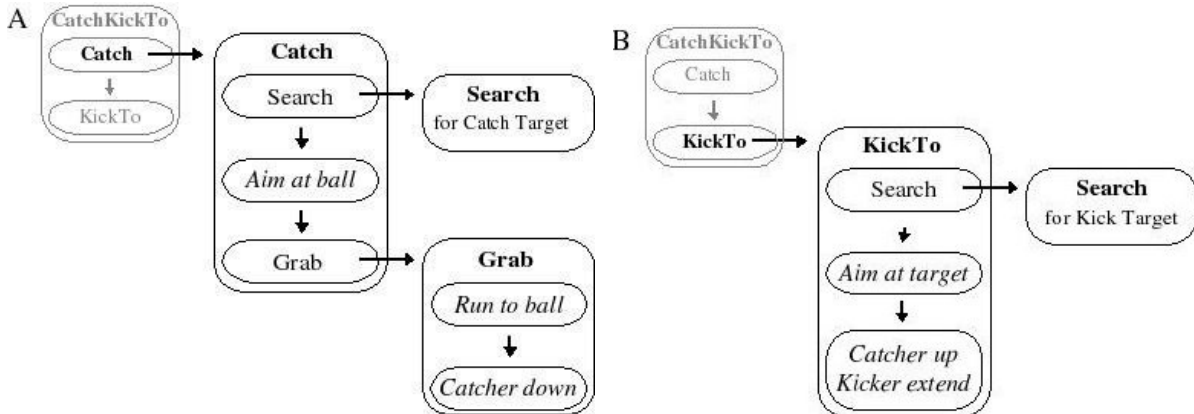 A
CatchKickTo
Catch
KickTo
Catch
Search
Aim at ball
Grab
Search
for Catch Target
Grab
Run to ball
Catcher down
B
CatchKickTo
Catch
KickTo
KickTo
Search
Aim at target
Catcher up
Kicker extend
Search
for Kick Target